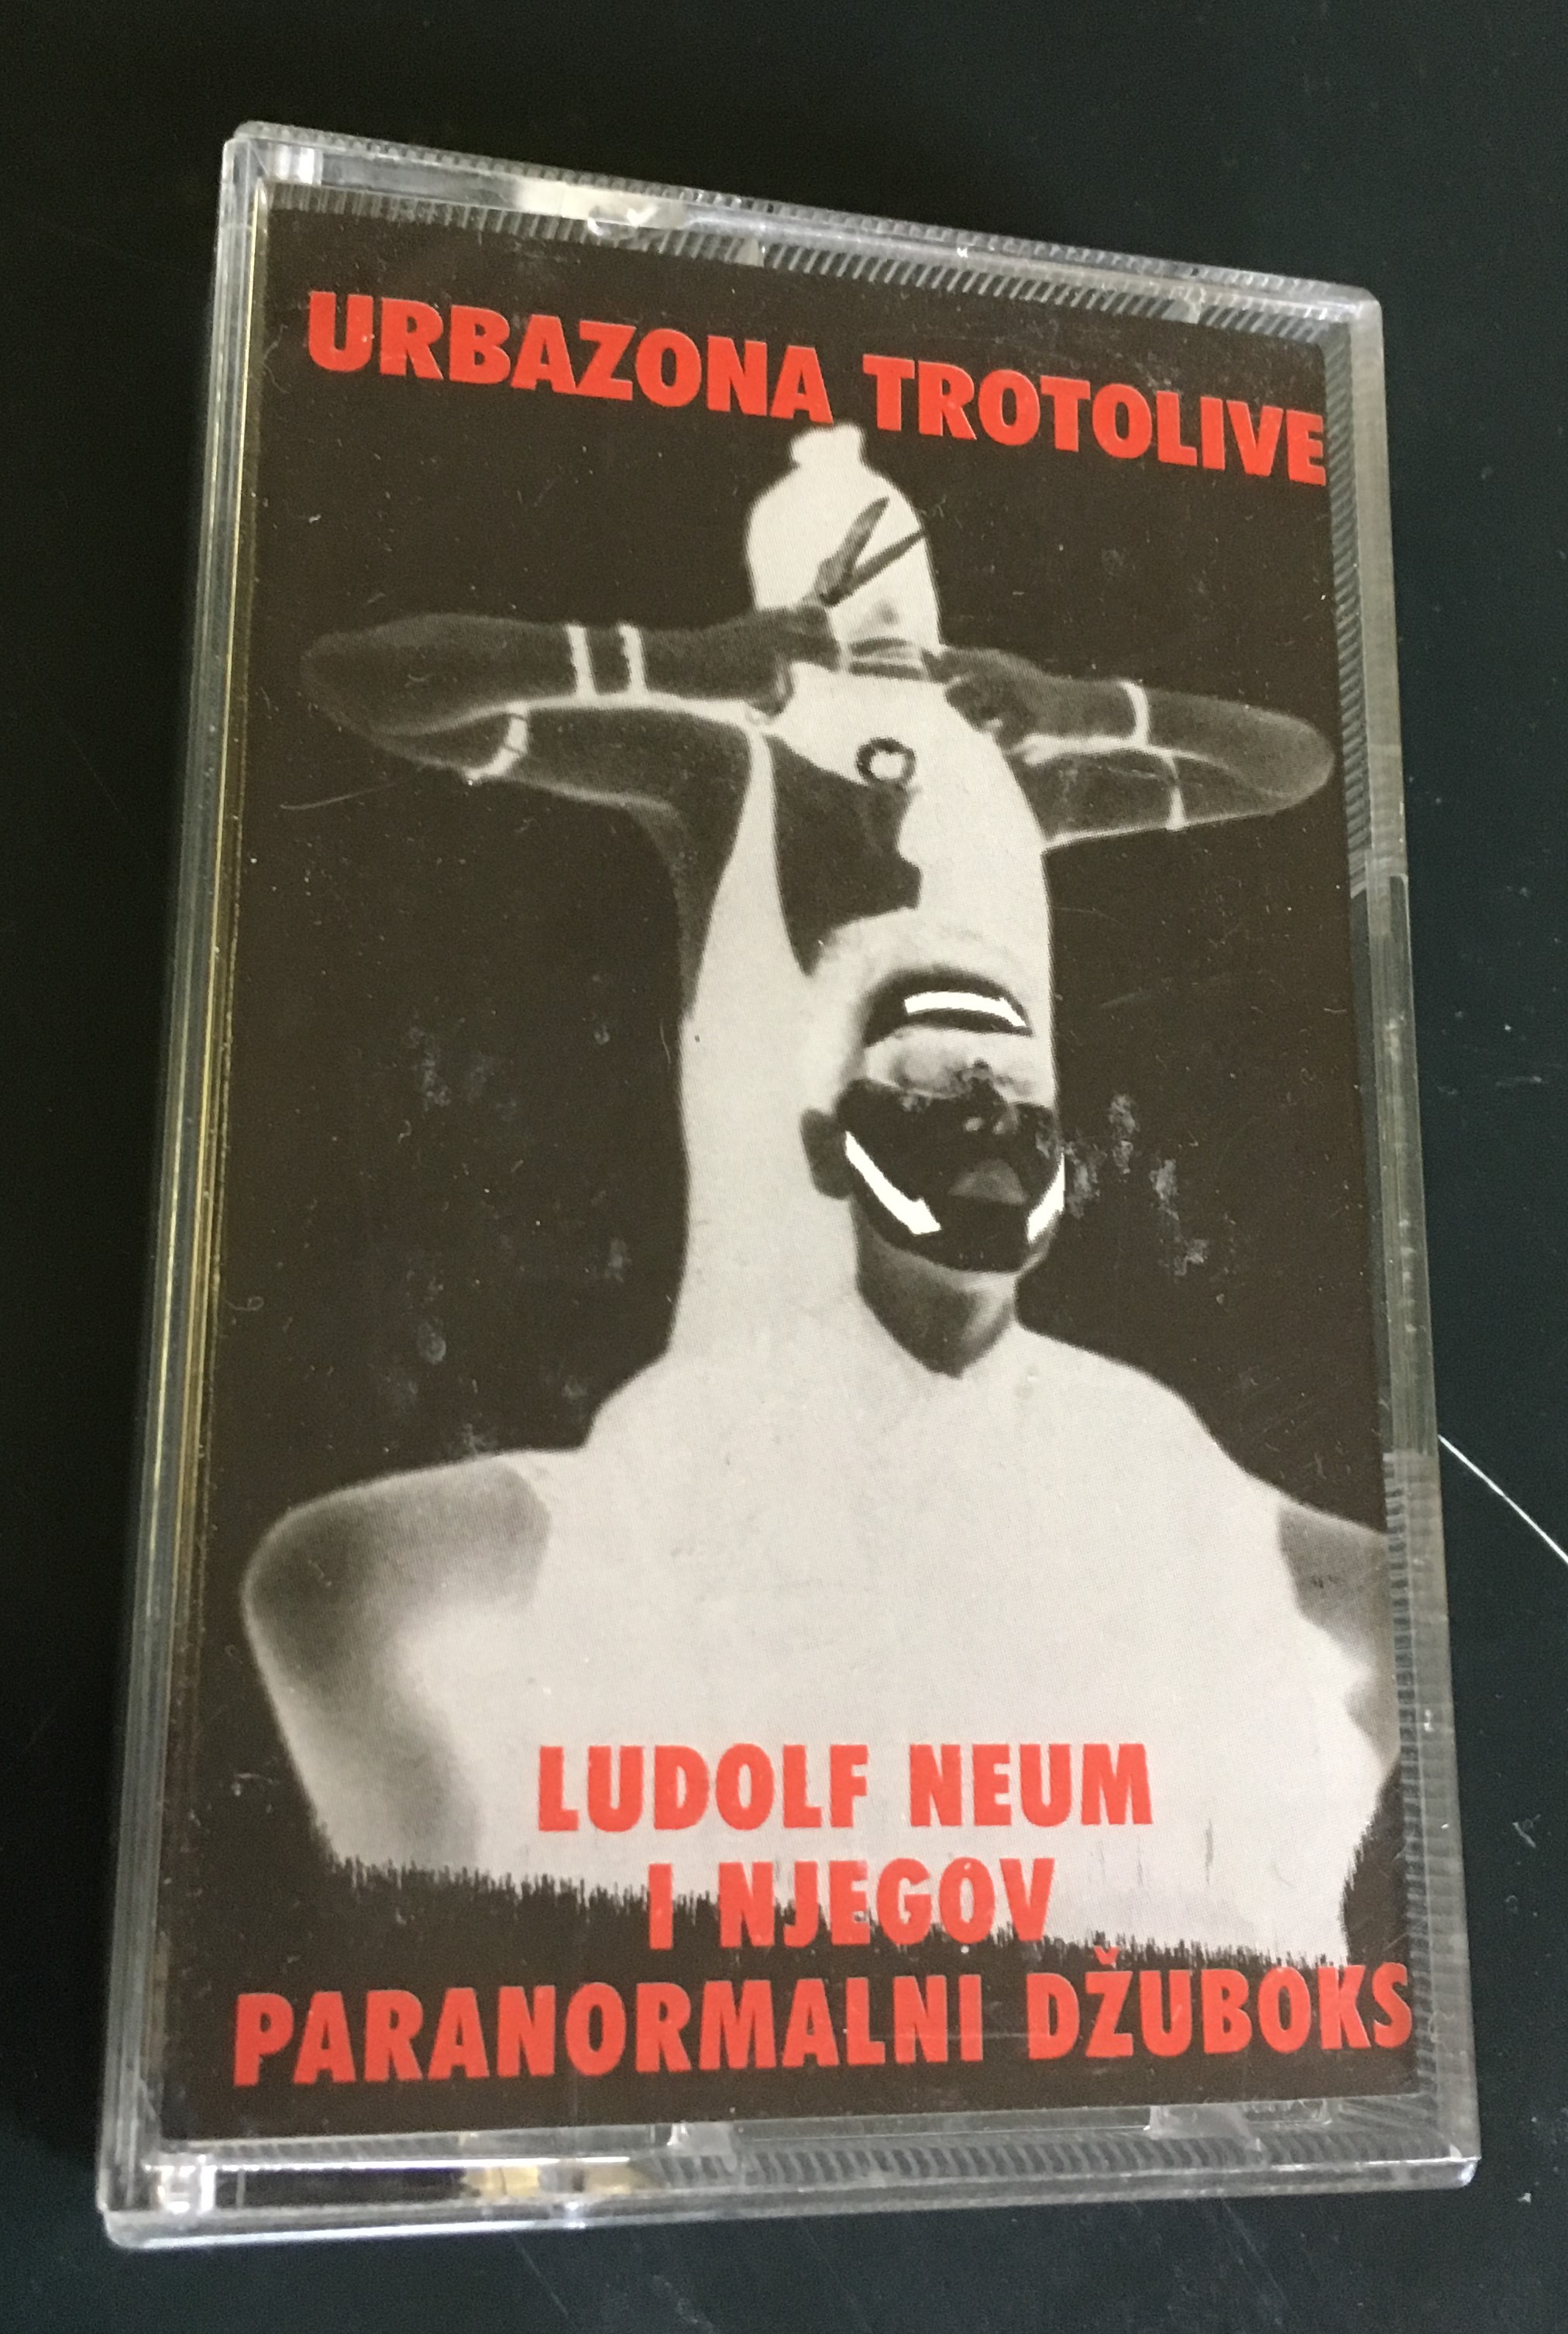 URBAZONA TROTOLIVE
LUDOLF NEUM
I NJEGOV
PARANORMALNI DŽUBOKS